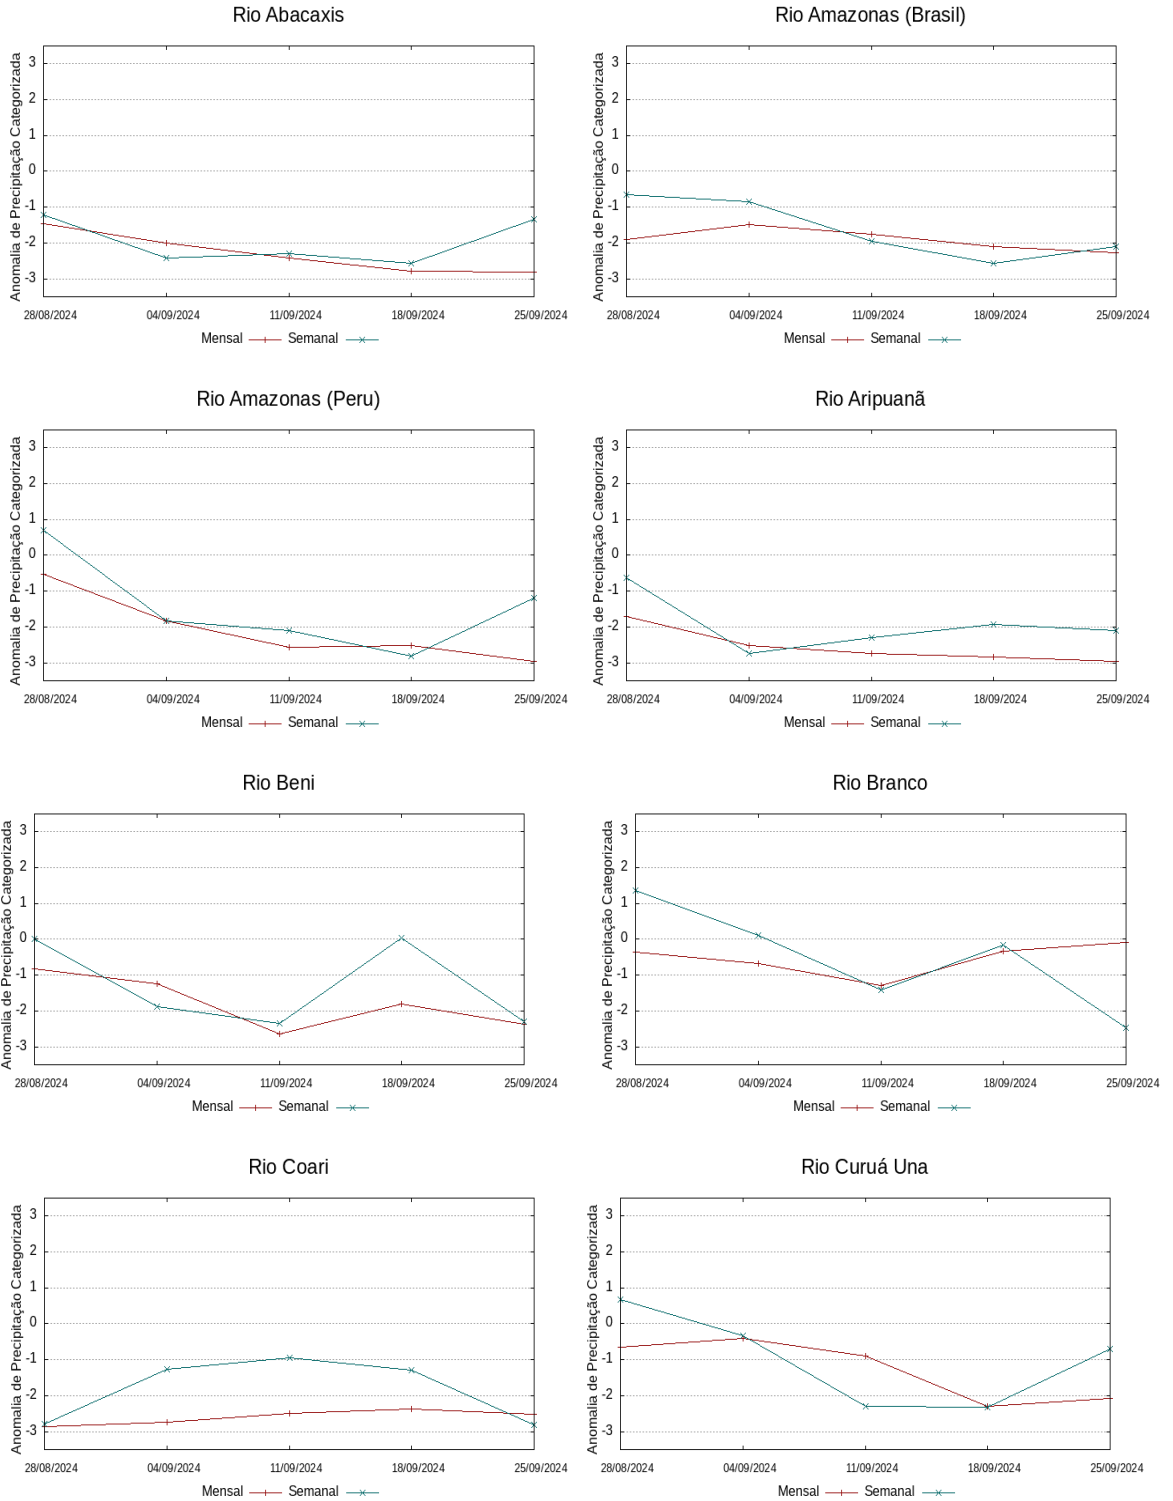 Rio Abacaxis
Anomalia de Precipitação Categorizada
3
2
1
0
-1
-2
-3
28/08/2024 04/09/2024 11/09/2024 18/09/2024 25/09/2024
Mensal Semanal
Rio Amazonas (Brasil)
Anomalia de Precipitação Categorizada
3
2
1
0
-1
-2
-3
28/08/2024 04/09/2024 11/09/2024 18/09/2024 25/09/2024
Mensal Semanal
Rio Amazonas (Peru)
Anomalia de Precipitação Categorizada
3
2
1
0
-1
-2
-3
28/08/2024 04/09/2024 11/09/2024 18/09/2024 25/09/2024
Mensal Semanal
Rio Aripuanã
Anomalia de Precipitação Categorizada
3
2
1
0
-1
-2
-3
28/08/2024 04/09/2024 11/09/2024 18/09/2024 25/09/2024
Mensal Semanal
Rio Beni
Anomalia de Precipitação Categorizada
3
2
1
0
-1
-2
-3
28/08/2024 04/09/2024 11/09/2024 18/09/2024 25/09/2024
Mensal Semanal
Rio Branco
Anomalia de Precipitação Categorizada
3
2
1
0
-1
-2
-3
28/08/2024 04/09/2024 11/09/2024 18/09/2024 25/09/2024
Mensal Semanal
Rio Coari
Anomalia de Precipitação Categorizada
3
2
1
0
-1
-2
-3
28/08/2024 04/09/2024 11/09/2024 18/09/2024 25/09/2024
Mensal Semanal
Rio Curuá Una
Anomalia de Precipitação Categorizada
3
2
1
0
-1
-2
-3
28/08/2024 04/09/2024 11/09/2024 18/09/2024 25/09/2024
Mensal Semanal